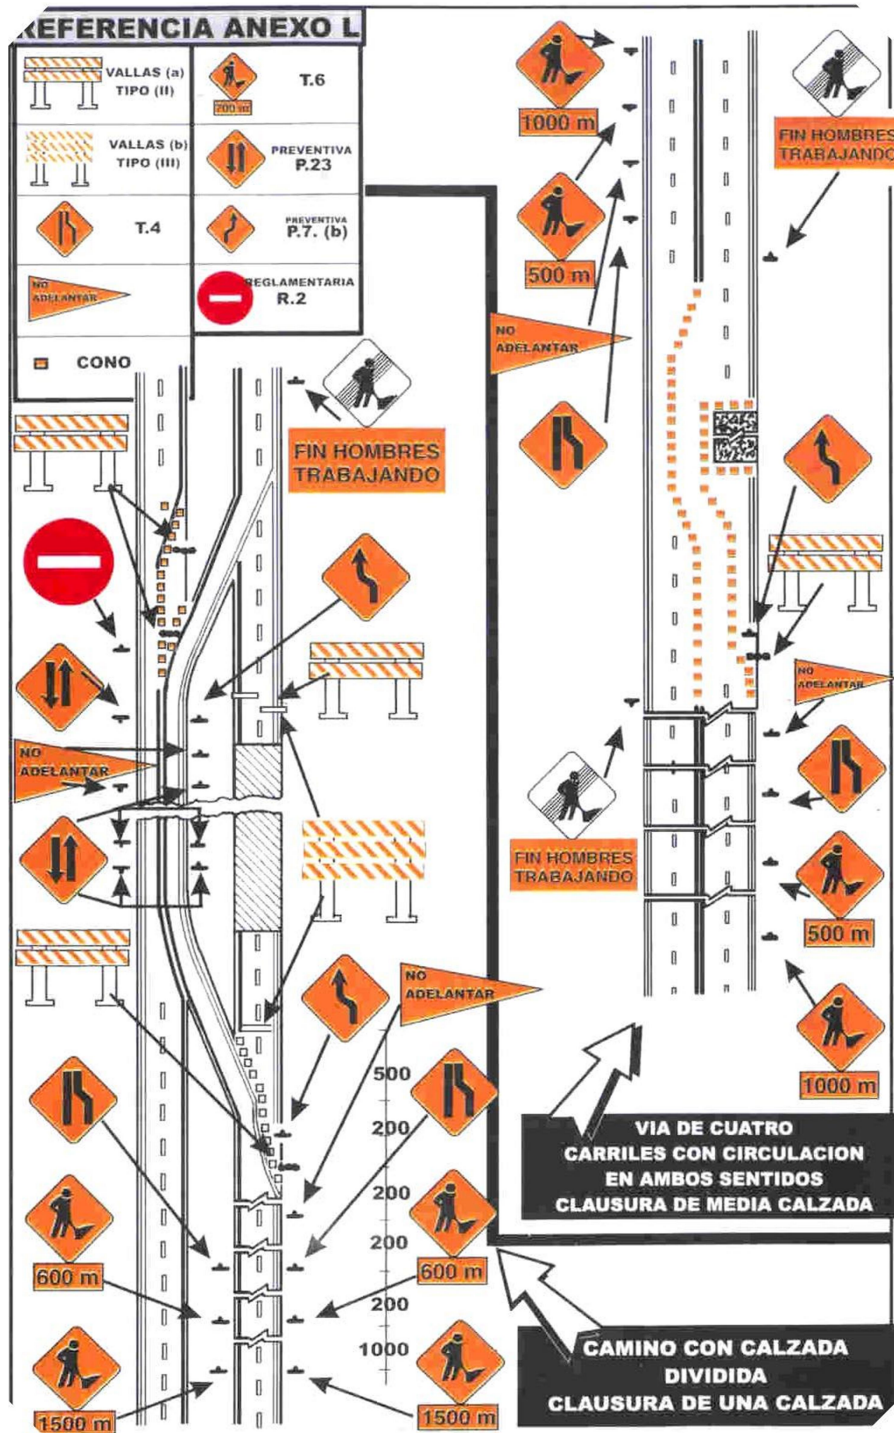 REFERENCIA ANEXO L
VALLAS (a)
TIPO (II)
T.6
200 m
VALLAS (b)
TIPO (III)
PREVENTIVA
P.23
T.4
PREVENTIVA
P.7. (b)
NO
ADELANTAR
REGLAMENTARIA
R.2
CONO
FIN HOMBRES
TRABAJANDO
NO
ADELANTAR
NO
ADELANTAR
500
200
200
200
200
1000
600 m
600 m
1500 m
1500 m
1000 m
FIN HOMBRES
TRABAJANDO
500 m
NO
ADELANTAR
NO
ADELANTAR
FIN HOMBRES
TRABAJANDO
500 m
1000 m
VIA DE CUATRO
CARRILES CON CIRCULACION
EN AMBOS SENTIDOS
CLAUSURA DE MEDIA CALZADA
CAMINO CON CALZADA
DIVIDIDA
CLAUSURA DE UNA CALZADA